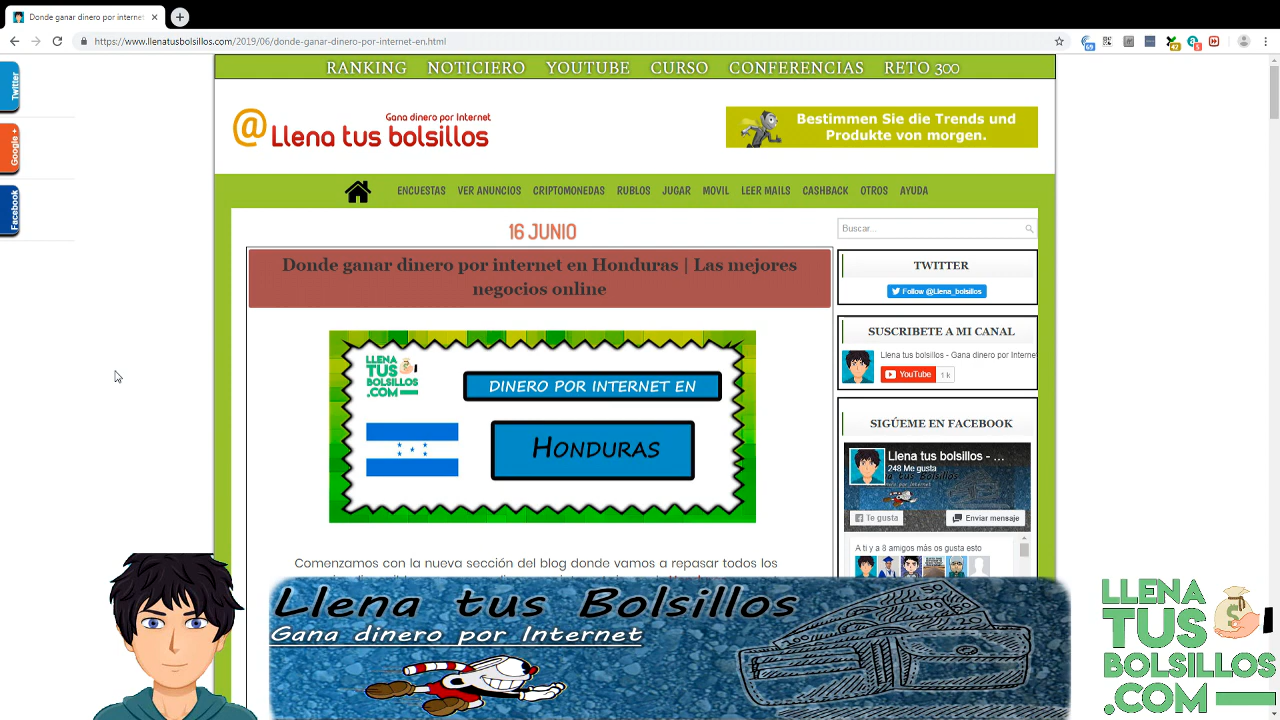 Donde ganar dinero por internet
https://www.llenatusbolsillos.com/2019/06/donde-ganar-dinero-por-internet-en.html
Twitter
Google +
Facebook
RANKING NOTICIERO YOUTUBE CURSO CONFERENCIAS RETO 300
Gana dinero por Internet
@Llena tus bolsillos
Bestimmen Sie die Trends und
Produkte von morgen.
ENCUESTAS VER ANUNCIOS CRIPTOMONEDAS RUBLOS JUGAR MOVIL LEER MAILS CASHBACK OTROS AYUDA
16 JUNIO
Donde ganar dinero por internet en Honduras | Las mejores
negocios online
LLENA
TUS
BOLSILLOS
.COM
DINERO POR INTERNET EN
HONDURAS
Comenzamos con la nueva sección del blog donde vamos a repasar todos los
Buscar...
TWITTER
Follow @Llena_bolsillos
SUSCRIBETE A MI CANAL
Llena tus bolsillos - Gana dinero por Interne
YouTube 1 k
SIGÚEME EN FACEBOOK
Llena tus bolsillos - ...
248 Me gusta
Te gusta
Enviar mensaje
A ti y a 8 amigos más os gusta esto
Llena tus Bolsillos
Gana dinero por Internet
LLENA
TUS
BOLSILLOS
.COM